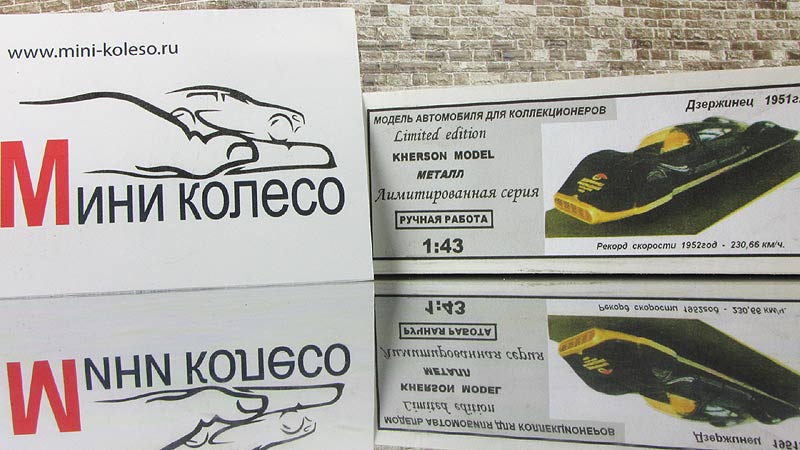 www.mini-koleso.ru
Мини колесо
МОДЕЛЬ АВТОМОБИЛЯ ДЛЯ КОЛЛЕКЦИОНЕРОВ
Limited edition
KHERSON MODEL
МЕТАЛЛ
Лимитированная серия
РУЧНАЯ РАБОТА
1:43
Дзержинец 1951г
Рекорд скорости 1952год - 230,66 км/ч.